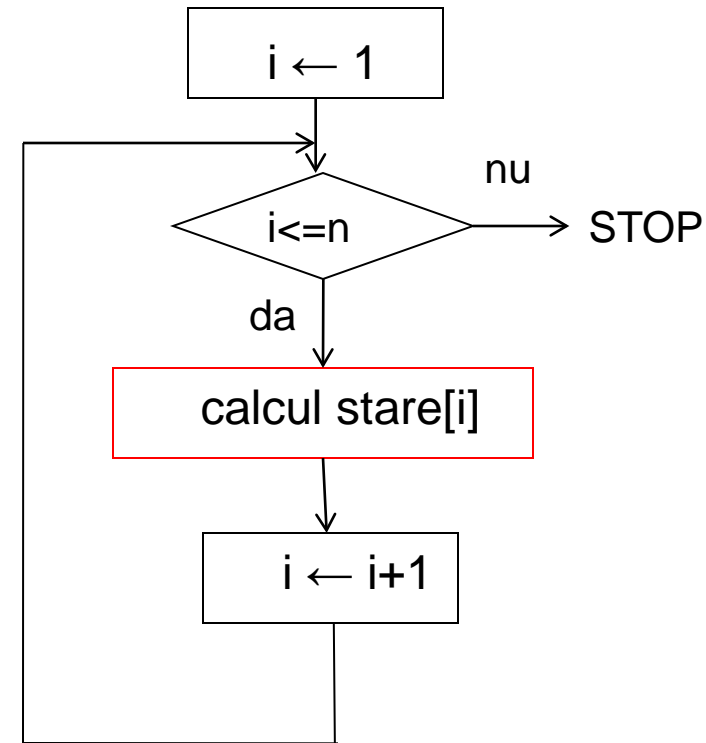 i ← 1
i<=n
nu
STOP
da
calcul stare[i]
i ← i+1